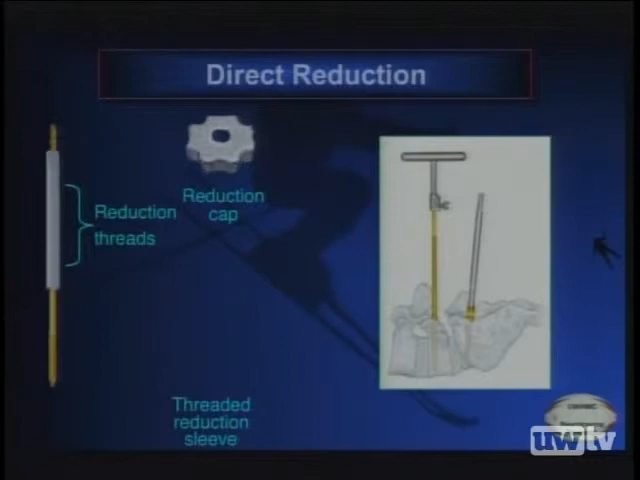 Direct Reduction
Reduction
cap
Reduction
threads
Threaded
reduction
sleeve
uwtv